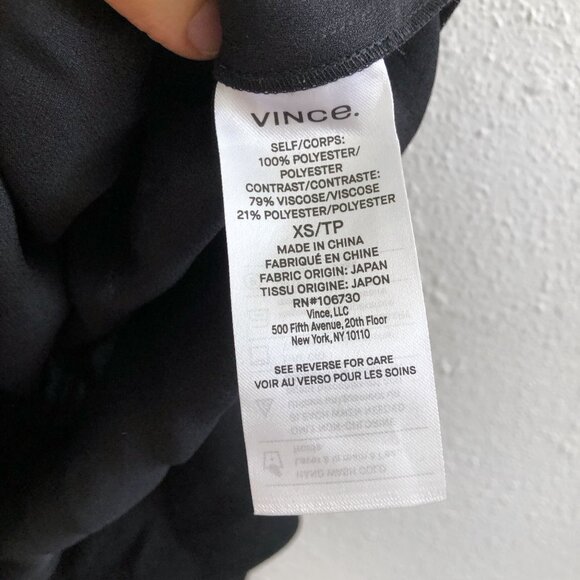 VINCE.
SELF/CORPS:
100% POLYESTER/
POLYESTER
CONTRAST/CONTRASTE:
79% VISCOSE/VISCOSE
21% POLYESTER/POLYESTER
XS/TP
MADE IN CHINA
FABRIQUÉ EN CHINE
FABRIC ORIGIN: JAPAN
TISSU ORIGINE: JAPON
RN#106730
Vince, LLC
500 Fifth Avenue, 20th Floor
New York, NY 10110
SEE REVERSE FOR CARE
VOIR AU VERSO POUR LES SOINS